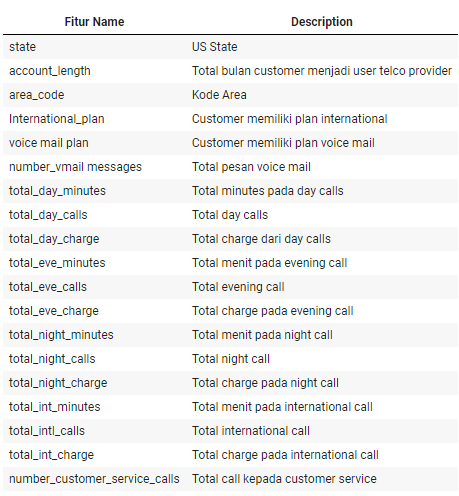 Fitur Name Description
state US State
account_length Total bulan customer menjadi user telco provider
area_code Kode Area
International_plan Customer memiliki plan international
voice mail plan Customer memiliki plan voice mail
number_vmail messages Total pesan voice mail
total_day_minutes Total minutes pada day calls
total_day_calls Total day calls
total_day_charge Total charge dari day calls
total_eve_minutes Total menit pada evening call
total_eve_calls Total evening call
total_eve_charge Total charge pada evening call
total_night_minutes Total menit pada night call
total_night_calls Total night call
total_night_charge Total charge pada night call
total_int_minutes Total menit pada international call
total_intl_calls Total international call
total_int_charge Total charge pada international call
number_customer_service_calls Total call kepada customer service